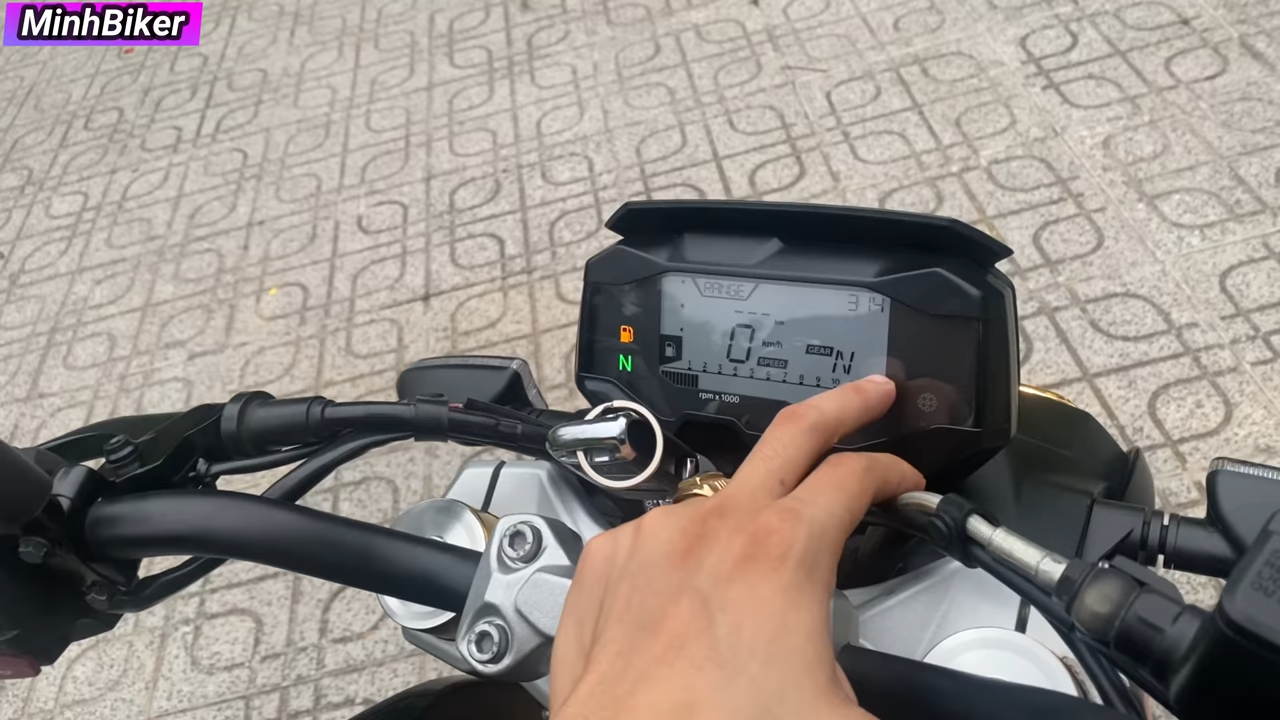 MinhBiker
RANGE
314
---
0 km/h
GEAR N
SPEED
N
1 2 3 4 5 6 7 8 9 10
rpm x 1000